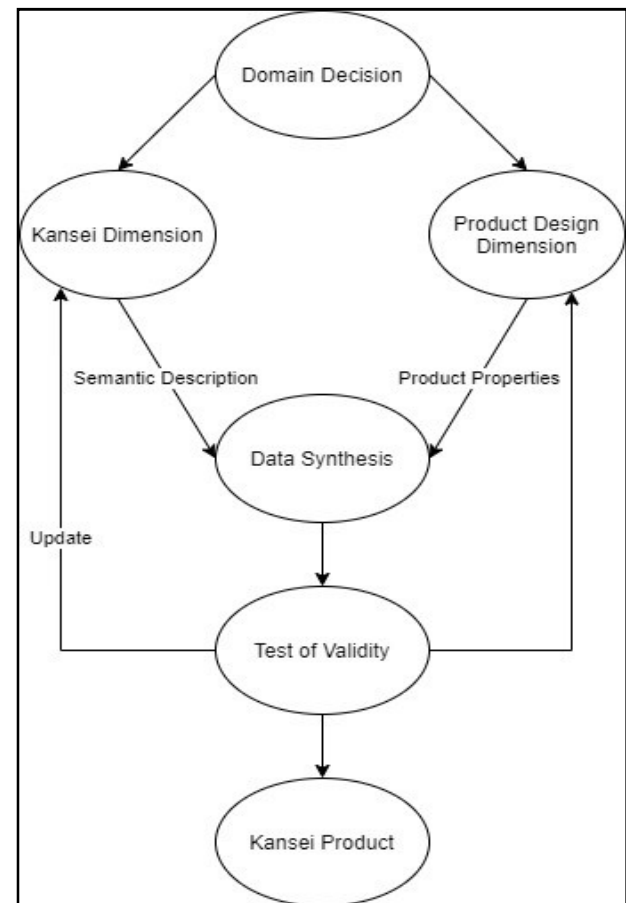 Domain Decision
Kansei Dimension
Product Design
Dimension
Semantic Description
Product Properties
Data Synthesis
Update
Test of Validity
Kansei Product